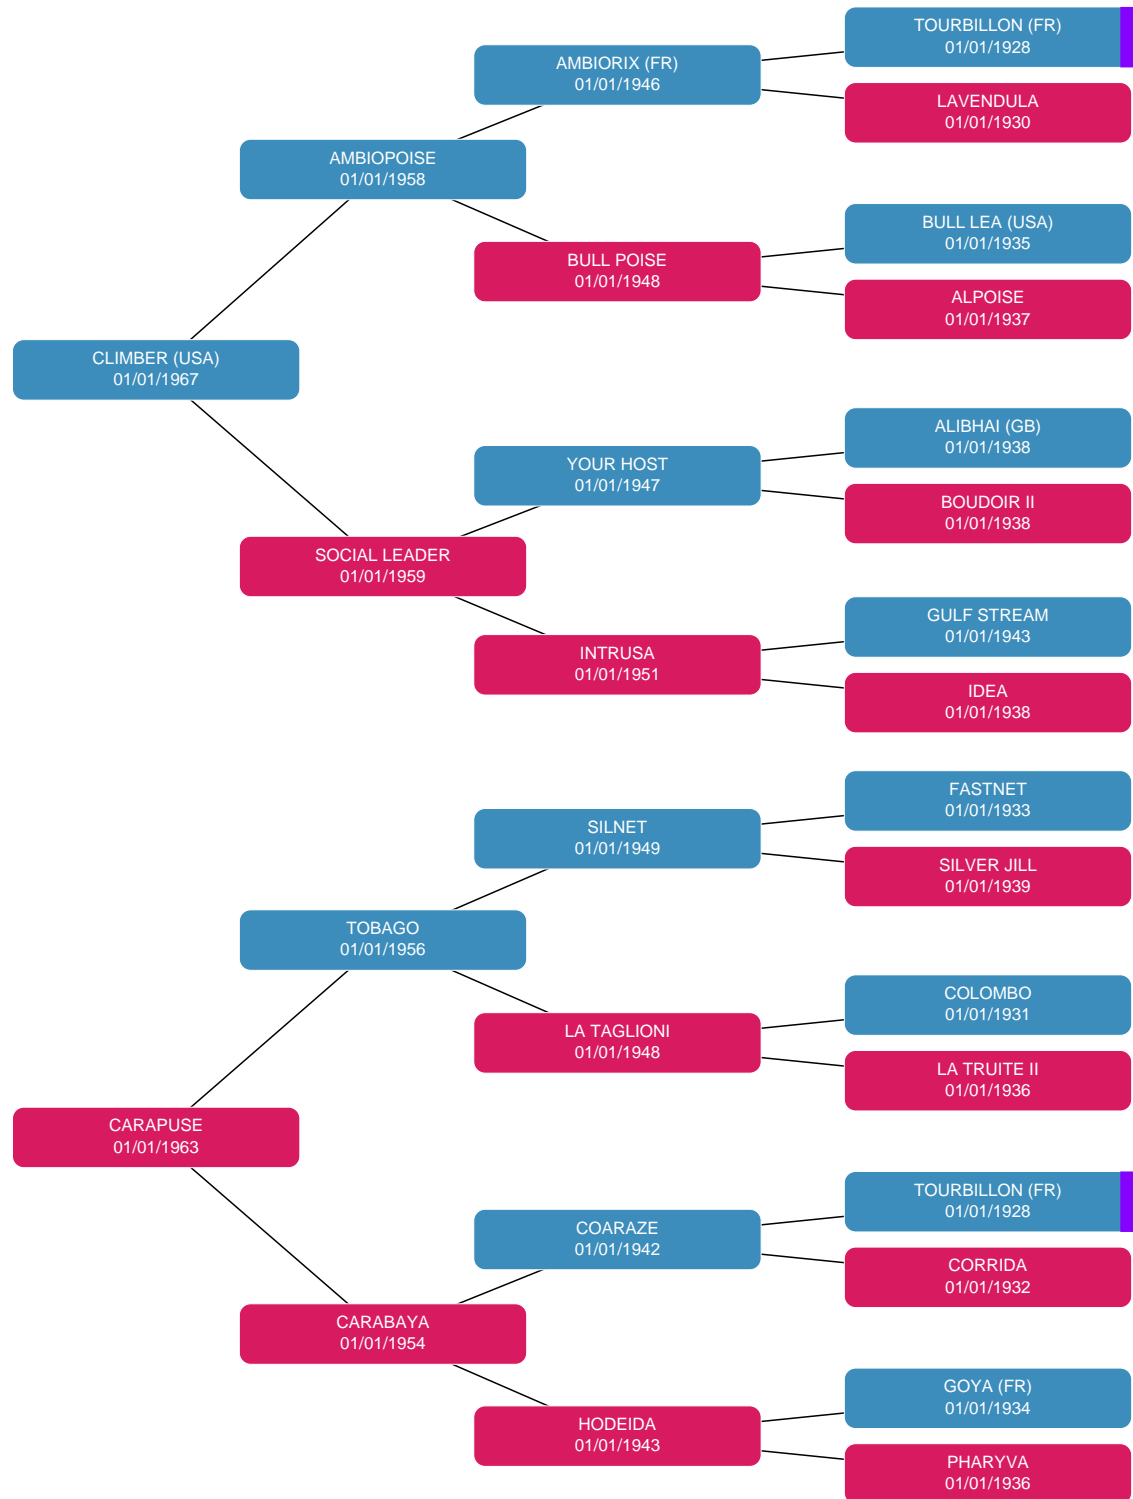 TOURBILLON (FR)
01/01/1928
AMBIORIX (FR)
01/01/1946
LAVENDULA
01/01/1930
AMBIOPOISE
01/01/1958
BULL LEA (USA)
01/01/1935
BULL POISE
01/01/1948
ALPOISE
01/01/1937
CLIMBER (USA)
01/01/1967
ALIBHAI (GB)
01/01/1938
YOUR HOST
01/01/1947
BOUDOIR II
01/01/1938
SOCIAL LEADER
01/01/1959
GULF STREAM
01/01/1943
INTRUSA
01/01/1951
IDEA
01/01/1938
FASTNET
01/01/1933
SILNET
01/01/1949
SILVER JILL
01/01/1939
TOBAGO
01/01/1956
COLOMBO
01/01/1931
LA TAGLIONI
01/01/1948
LA TRUITE II
01/01/1936
CARAPUSE
01/01/1963
TOURBILLON (FR)
01/01/1928
COARAZE
01/01/1942
CORRIDA
01/01/1932
CARABAYA
01/01/1954
GOYA (FR)
01/01/1934
HODEIDA
01/01/1943
PHARYVA
01/01/1936